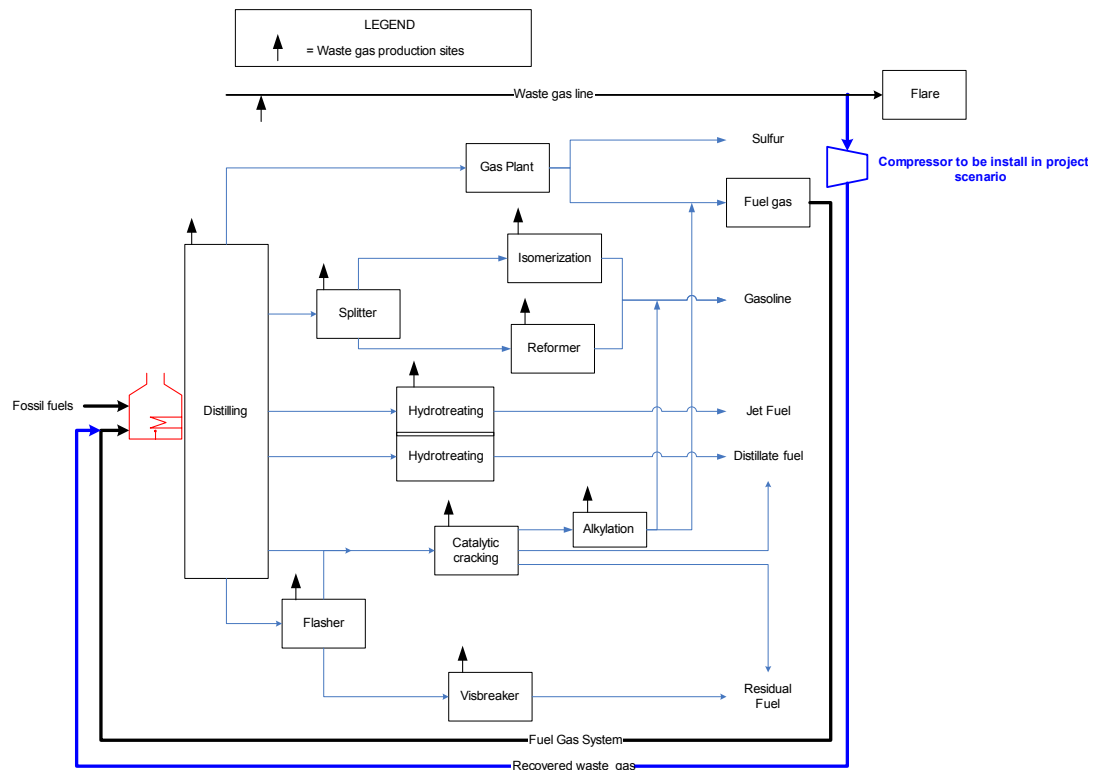 LEGEND
= Waste gas production sites
Waste gas line
Flare
Sulfur
Gas Plant
Compressor to be install in project
scenario
Fuel gas
Isomerization
Splitter
Gasoline
Reformer
Fossil fuels
Distilling
Hydrotreating
Jet Fuel
Hydrotreating
Distillate fuel
Alkylation
Catalytic
cracking
Flasher
Visbreaker
Residual
Fuel
Fuel Gas System
Recovered waste gas